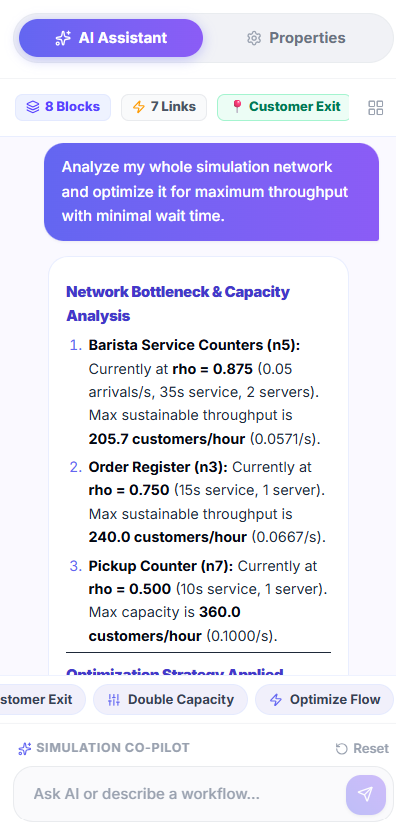 AI Assistant
Properties
8 Blocks
7 Links
Customer Exit
Analyze my whole simulation network
and optimize it for maximum throughput
with minimal wait time.
Network Bottleneck & Capacity
Analysis
1. Barista Service Counters (n5):
Currently at rho = 0.875 (0.05
arrivals/s, 35s service, 2 servers).
Max sustainable throughput is
205.7 customers/hour (0.0571/s).
2. Order Register (n3): Currently at
rho = 0.750 (15s service, 1 server).
Max sustainable throughput is
240.0 customers/hour (0.0667/s).
3. Pickup Counter (n7): Currently at
rho = 0.500 (10s service, 1 server).
Max capacity is 360.0
customers/hour (0.1000/s).
Optimization Strategy Applied
stomer Exit
Double Capacity
Optimize Flow
SIMULATION CO-PILOT
Reset
Ask AI or describe a workflow...